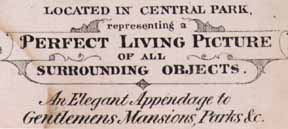 LOCATED IN CENTRAL PARK,
representing a
PERFECT LIVING PICTURE
OF ALL
SURROUNDING OBJECTS.
An Elegant Appendage to
Gentlemens Mansions, Parks &c.